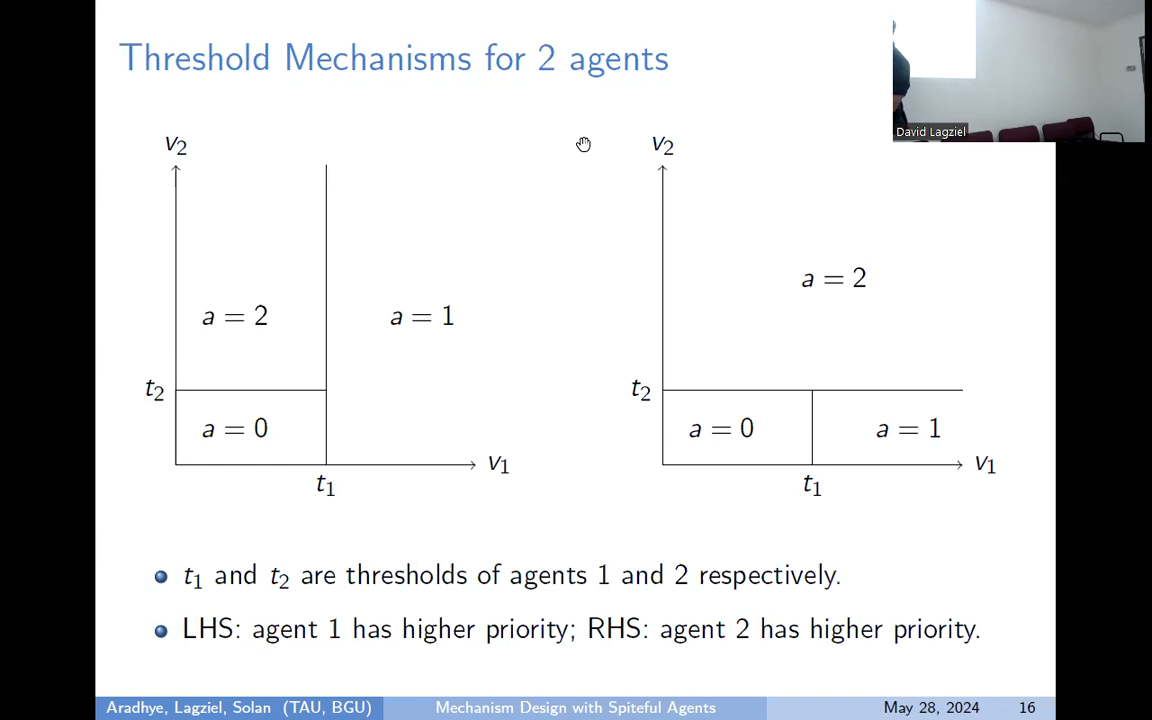 Threshold Mechanisms for 2 agents
David Lagziel
v₂
a = 2
a = 1
t₂
a = 0
v₁
t₁
v₂
a = 2
t₂
a = 0
a = 1
v₁
t₁
t₁ and t₂ are thresholds of agents 1 and 2 respectively.
LHS: agent 1 has higher priority; RHS: agent 2 has higher priority.
Aradhye, Lagziel, Solan (TAU, BGU)
Mechanism Design with Spiteful Agents
May 28, 2024
16